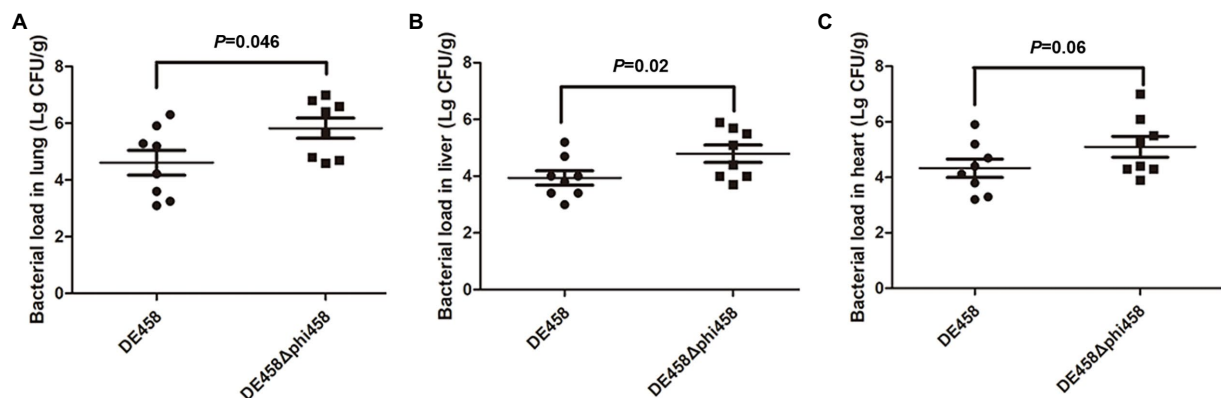 A
P=0.046
Bacterial load in lung (Lg CFU/g)
8
6
4
2
0
DE458
DE458Δphi458
B
P=0.02
Bacterial load in liver (Lg CFU/g)
8
6
4
2
0
DE458
DE458Δphi458
C
P=0.06
Bacterial load in heart (Lg CFU/g)
8
6
4
2
0
DE458
DE458Δphi458